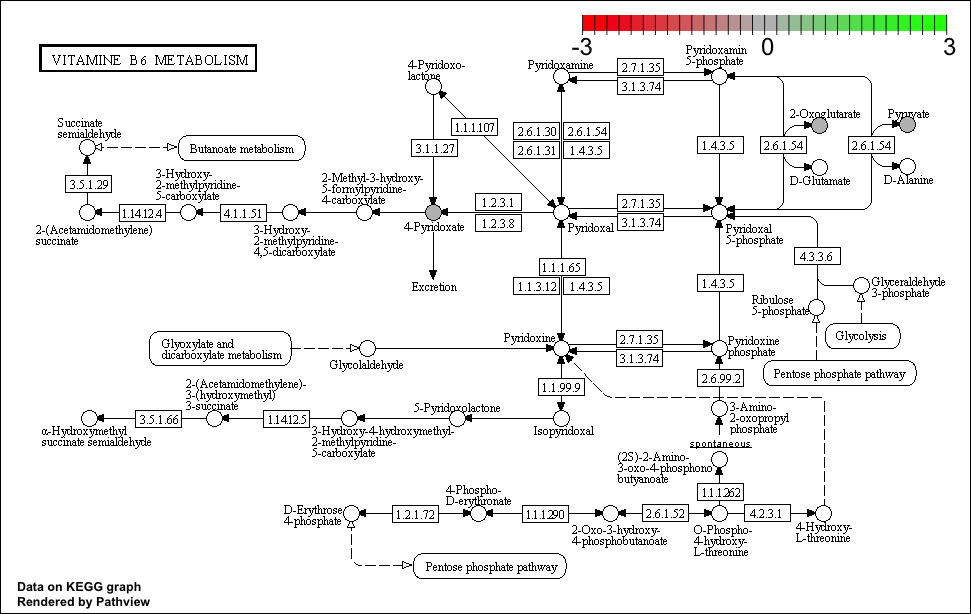 -3 0 3
VITAMINE B6 METABOLISM
4-Pyridoxo-
lactone
Pyridoxamine
2.7.1.35
3.1.3.74
Pyridoxamin
5-phosphate
1.1.1.107
2.6.1.30 2.6.1.54
2.6.1.31 1.4.3.5
3.1.1.27
1.4.3.5
2-Oxoglutarate
2.6.1.54
D-Glutamate
Pyruvate
2.6.1.54
D-Alanine
Succinate
semialdehyde
Butanoate metabolism
3.5.1.29
3-Hydroxy-
2-methylpyridine-
5-carboxylate
2-Methyl-3-hydroxy-
5-formylpyridine-
4-carboxylate
1.14.12.4
4.1.1.51
1.2.3.1
1.2.3.8
2.7.1.35
3.1.3.74
2-(Acetamidomethylene)
succinate
3-Hydroxy-
2-methylpyridine-
4,5-dicarboxylate
4-Pyridoxate
Pyridoxal
Pyridoxal
5-phosphate
Excretion
1.1.1.65
1.1.3.12 1.4.3.5
1.4.3.5
4.3.3.6
Glyceraldehyde
3-phosphate
Ribulose
5-phosphate
Glycolysis
Pentose phosphate pathway
Glyoxylate and
dicarboxylate metabolism
Glycolaldehyde
Pyridoxine
2.7.1.35
3.1.3.74
Pyridoxine
phosphate
1.1.99.9
2.6.99.2
2-(Acetamidomethylene)-
3-(hydroxymethyl)
3-succinate
5-Pyridoxolactone
3.5.1.66
1.14.12.5
α-Hydroxymethyl
succinate semialdehyde
3-Hydroxy-4-hydroxymethyl-
2-methylpyridine-
5-carboxylate
Isopyridoxal
3-Amino-
2-oxopropyl
phosphate
spontaneous
(2S)-2-Amino-
3-oxo-4-phosphono
butyanoate
1.1.1.262
D-Erythrose
4-phosphate
1.2.1.72
4-Phospho-
D-erythronate
1.1.1.290
2-Oxo-3-hydroxy-
4-phosphobutanoate
2.6.1.52
O-Phospho-
4-hydroxy-
L-threonine
4.2.3.1
4-Hydroxy-
L-threonine
Pentose phosphate pathway
Data on KEGG graph
Rendered by Pathview